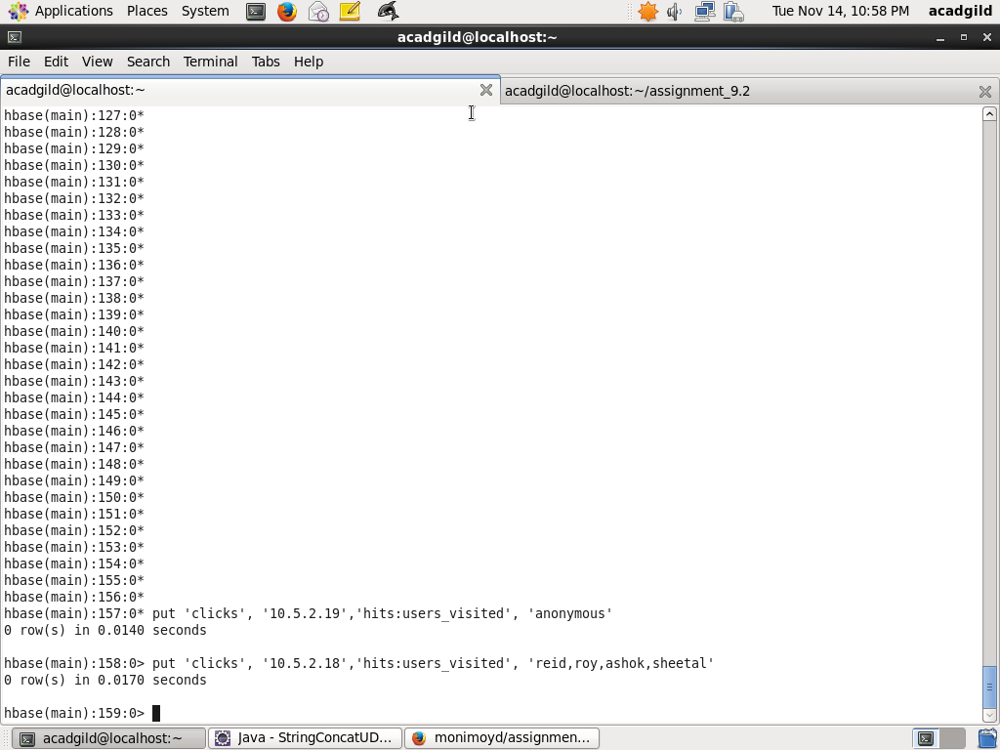 Applications Places System Tue Nov 14, 10:58 PM acadgild
acadgild@localhost:~
File Edit View Search Terminal Tabs Help
acadgild@localhost:~ acadgild@localhost:~/assignment_9.2
hbase(main):127:0*
hbase(main):128:0*
hbase(main):129:0*
hbase(main):130:0*
hbase(main):131:0*
hbase(main):132:0*
hbase(main):133:0*
hbase(main):134:0*
hbase(main):135:0*
hbase(main):136:0*
hbase(main):137:0*
hbase(main):138:0*
hbase(main):139:0*
hbase(main):140:0*
hbase(main):141:0*
hbase(main):142:0*
hbase(main):143:0*
hbase(main):144:0*
hbase(main):145:0*
hbase(main):146:0*
hbase(main):147:0*
hbase(main):148:0*
hbase(main):149:0*
hbase(main):150:0*
hbase(main):151:0*
hbase(main):152:0*
hbase(main):153:0*
hbase(main):154:0*
hbase(main):155:0*
hbase(main):156:0*
hbase(main):157:0* put 'clicks', '10.5.2.19','hits:users_visited', 'anonymous'
0 row(s) in 0.0140 seconds
hbase(main):158:0> put 'clicks', '10.5.2.18','hits:users_visited', 'reid,roy,ashok,sheetal'
0 row(s) in 0.0170 seconds
hbase(main):159:0>
acadgild@localhost:~ Java - StringConcatUD... monimoyd/assignmen...